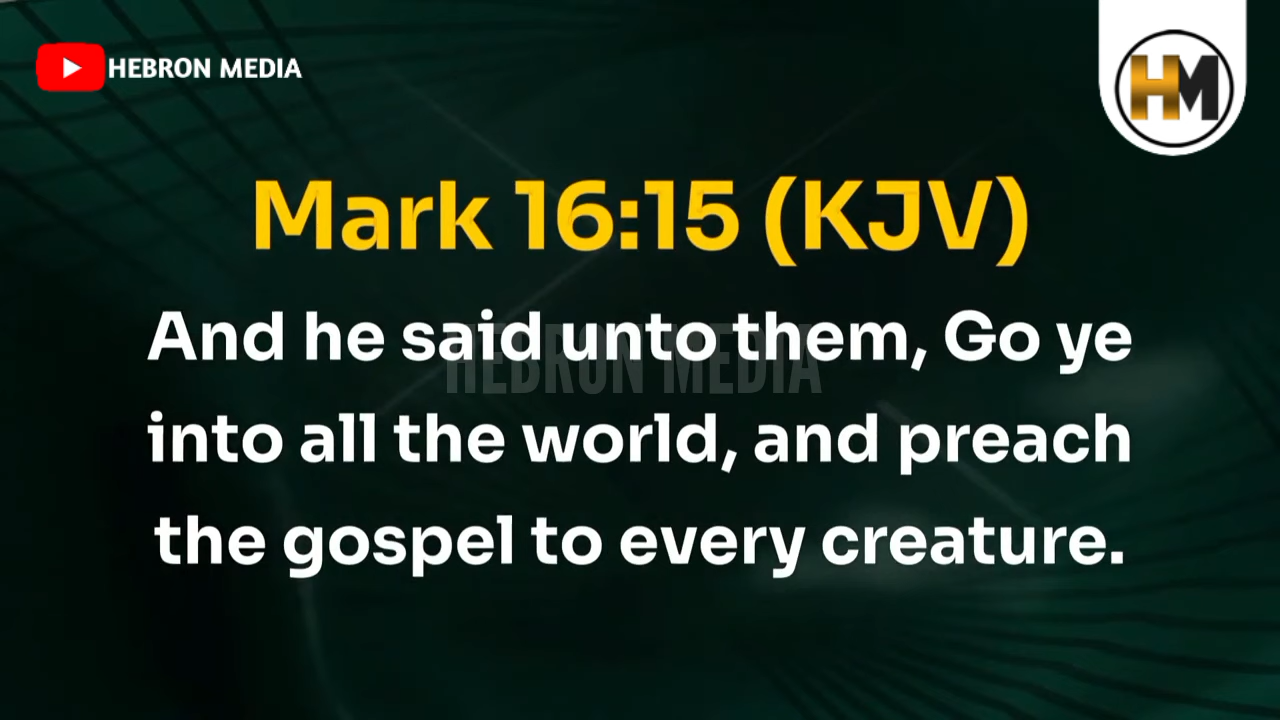 HEBRON MEDIA
HM
Mark 16:15 (KJV)
And he said unto them, Go ye
HEBRON MEDIA
into all the world, and preach
the gospel to every creature.